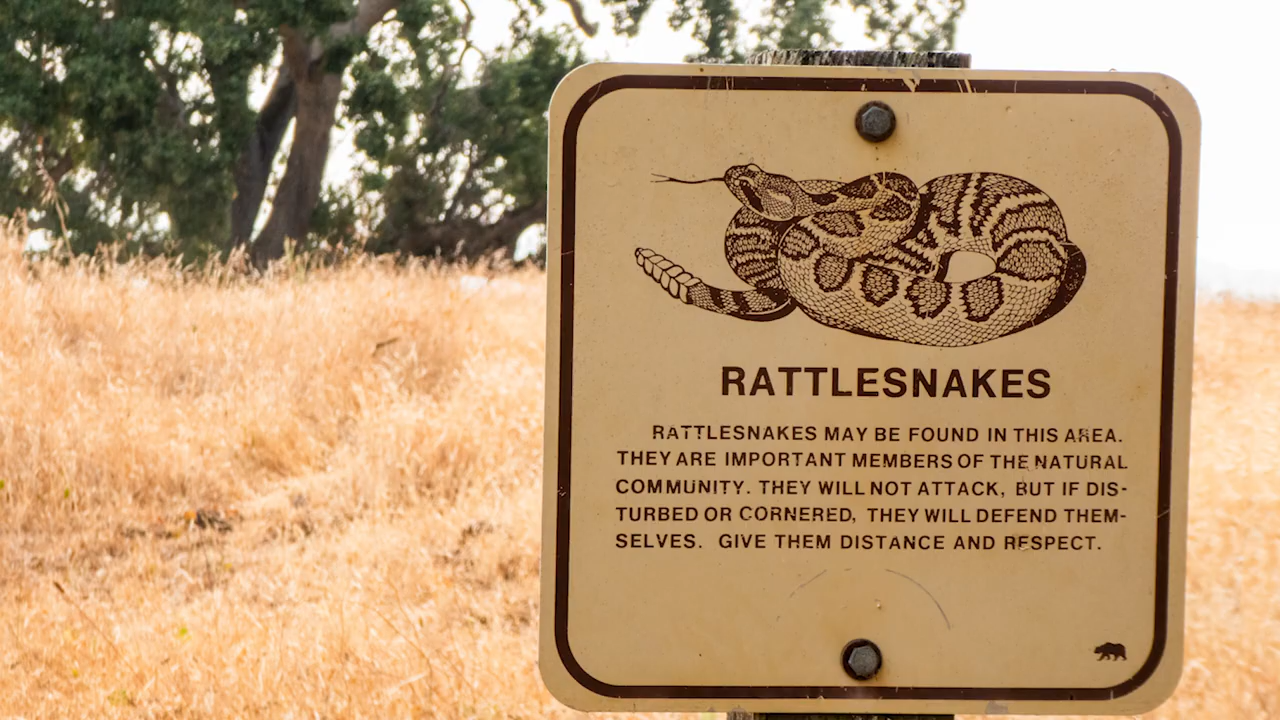 RATTLESNAKES
RATTLESNAKES MAY BE FOUND IN THIS AREA.
THEY ARE IMPORTANT MEMBERS OF THE NATURAL
COMMUNITY. THEY WILL NOT ATTACK, BUT IF DIS-
TURBED OR CORNERED, THEY WILL DEFEND THEM-
SELVES. GIVE THEM DISTANCE AND RESPECT.